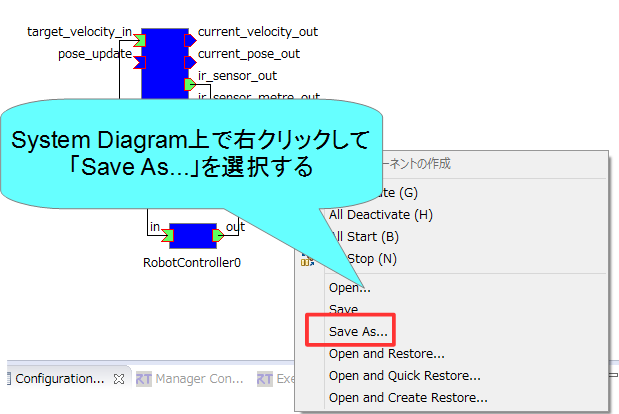 target_velocity_in
current_velocity_out
pose_update
current_pose_out
ir_sensor_out
ir_sensor_metre_out
System Diagram上で右クリックして
「Save As...」を選択する
in
out
RobotController0
ーネントの作成
(G)
All Deactivate (H)
All Start (B)
Stop (N)
Open...
Save
Save As...
Open and Restore...
Open and Quick Restore...
Open and Create Restore...
Configuration...
RT Manager Con...
RT Exe